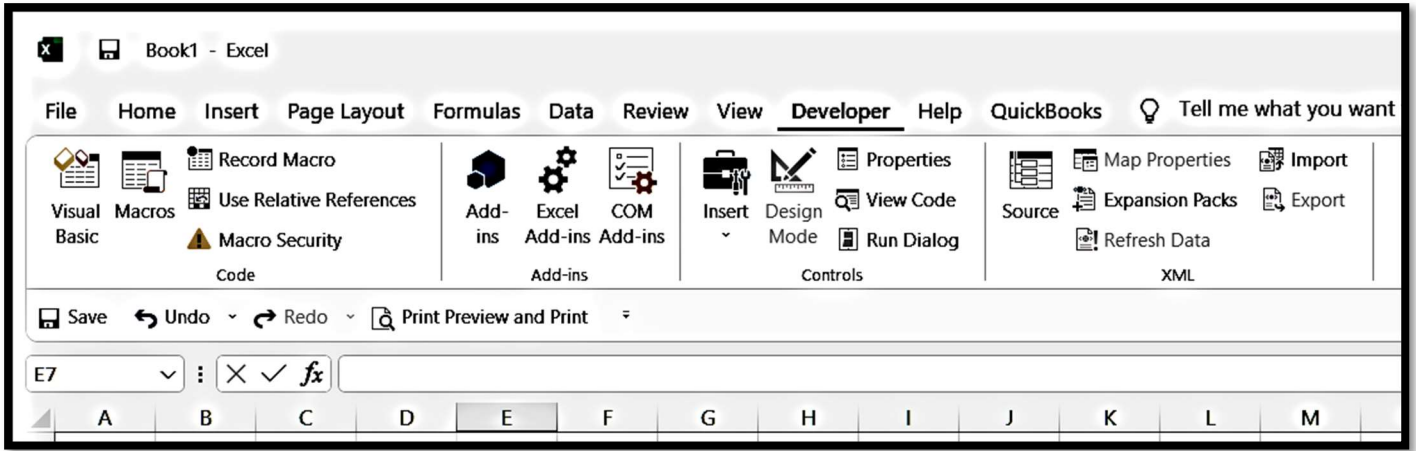 Book1 - Excel
File Home Insert Page Layout Formulas Data Review View Developer Help QuickBooks Tell me what you want
Visual Basic
Macros
Record Macro
Use Relative References
Macro Security
Code
Add-ins
Excel Add-ins
COM Add-ins
Add-ins
Insert
Design Mode
Properties
View Code
Run Dialog
Controls
Source
Map Properties
Expansion Packs
Refresh Data
Import
Export
XML
Save Undo Redo Print Preview and Print
E7 fx
A B C D E F G H I J K L M